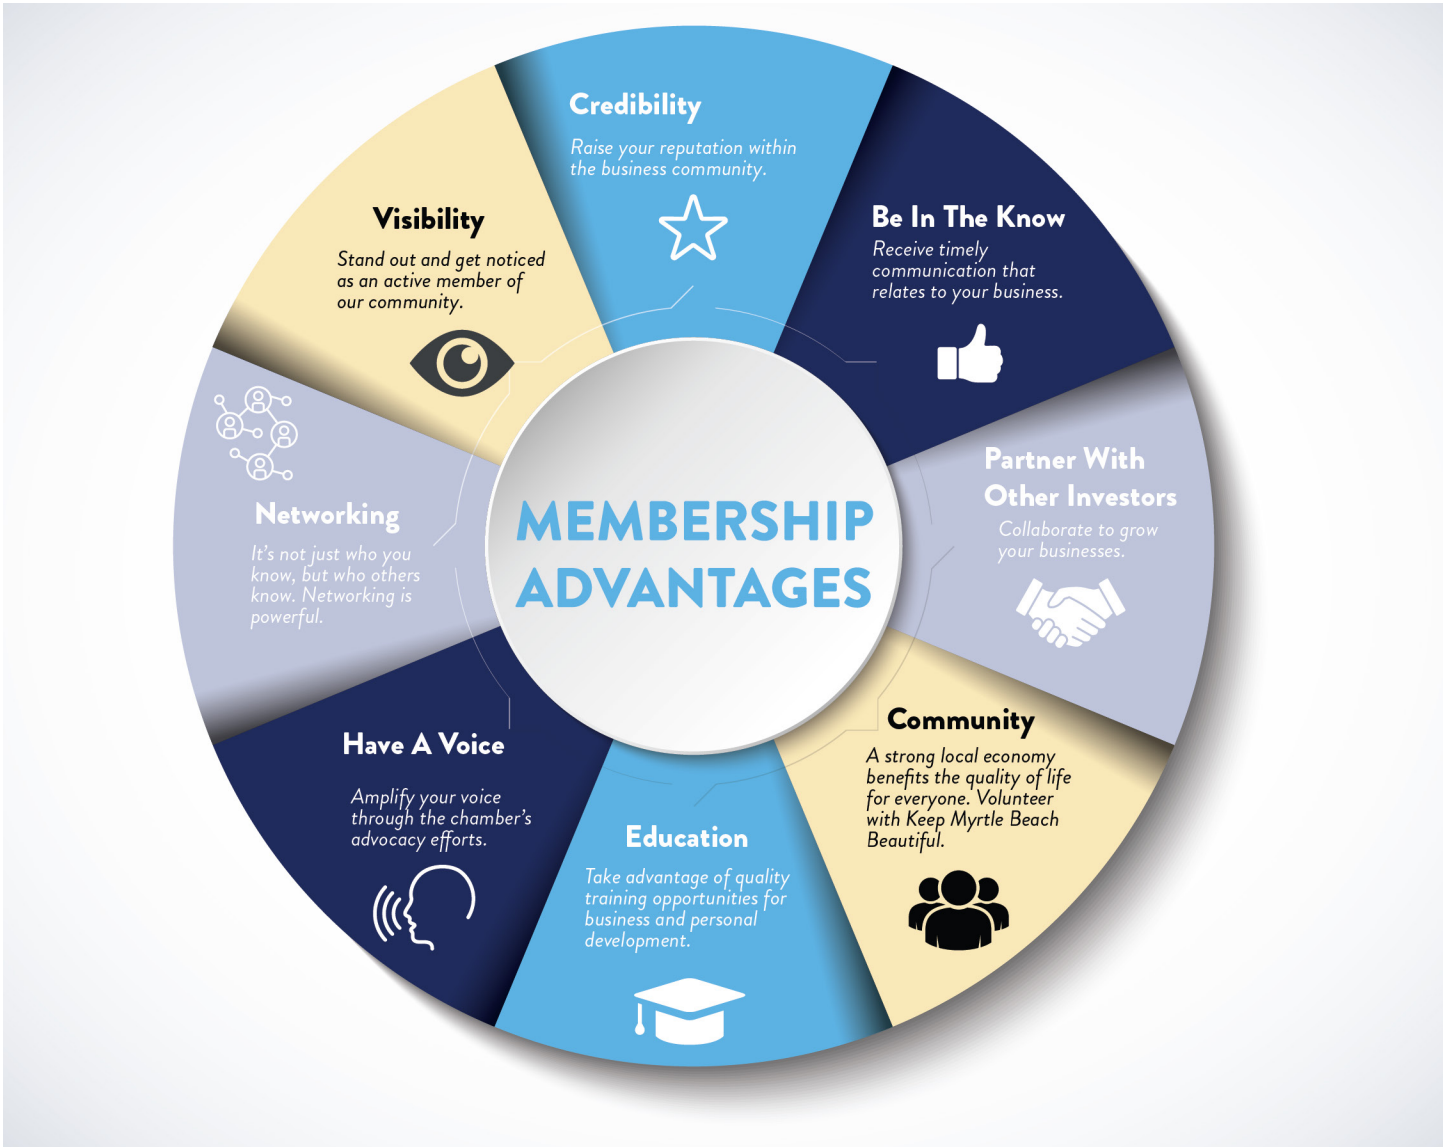 Credibility
Raise your reputation within
the business community.
Be In The Know
Receive timely
communication that
relates to your business.
Partner With
Other Investors
Collaborate to grow
your businesses.
Community
A strong local economy
benefits the quality of life
for everyone. Volunteer
with Keep Myrtle Beach
Beautiful.
Education
Take advantage of quality
training opportunities for
business and personal
development.
Have A Voice
Amplify your voice
through the chamber's
advocacy efforts.
Networking
It's not just who you
know, but who others
know. Networking is
powerful.
Visibility
Stand out and get noticed
as an active member of
our community.
MEMBERSHIP
ADVANTAGES